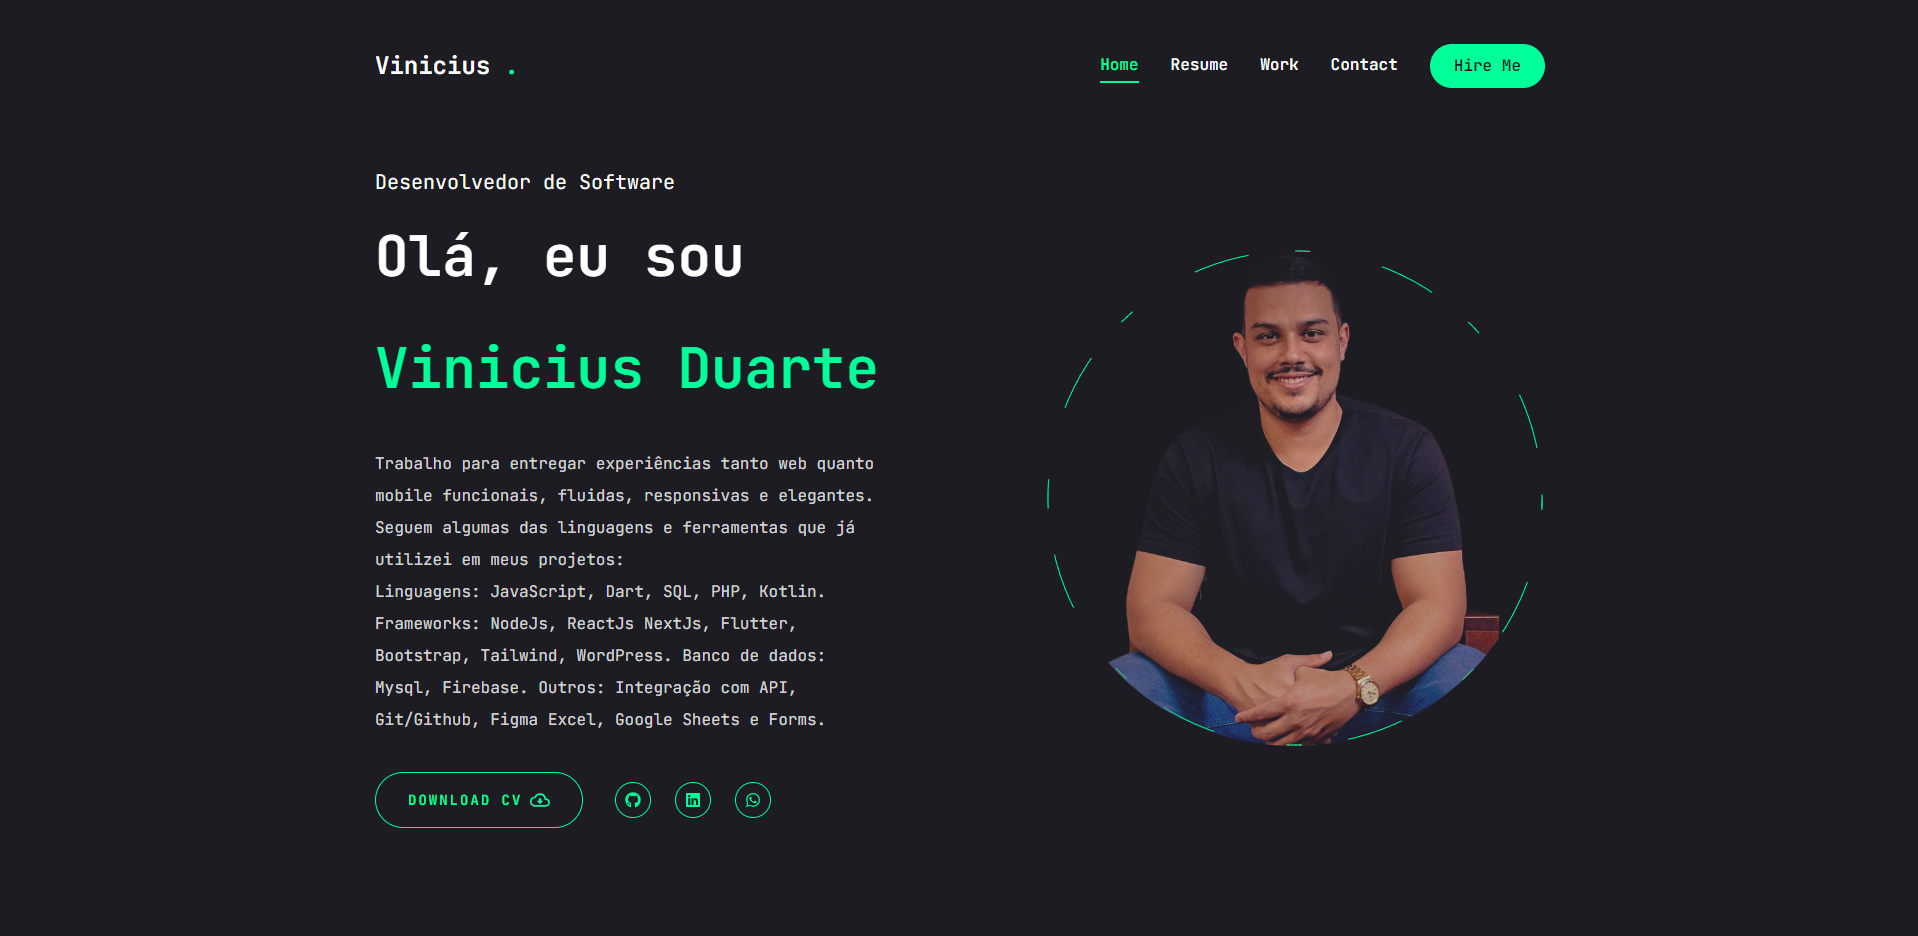 Vinicius .
Home Resume Work Contact Hire Me
Desenvolvedor de Software
Olá, eu sou
Vinicius Duarte
Trabalho para entregar experiências tanto web quanto
mobile funcionais, fluidas, responsivas e elegantes.
Seguem algumas das linguagens e ferramentas que já
utilizei em meus projetos:
Linguagens: JavaScript, Dart, SQL, PHP, Kotlin.
Frameworks: NodeJs, ReactJs NextJs, Flutter,
Bootstrap, Tailwind, WordPress. Banco de dados:
Mysql, Firebase. Outros: Integração com API,
Git/Github, Figma Excel, Google Sheets e Forms.
DOWNLOAD CV